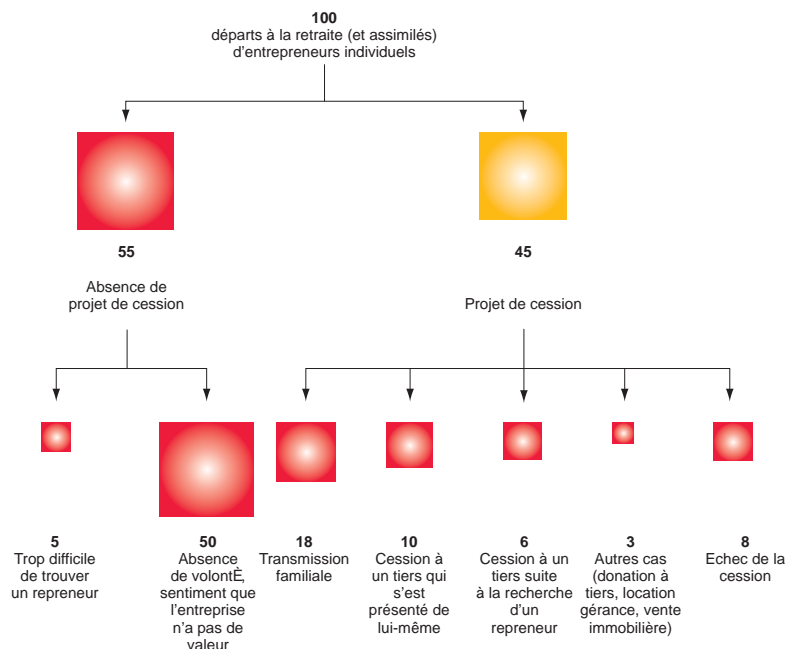 100
départs à la retraite (et assimilés)
d'entrepreneurs individuels
55
Absence de
projet de cession
45
Projet de cession
5
Trop difficile
de trouver
un repreneur
50
Absence
de volontÈ,
sentiment que
l'entreprise
n'a pas de
valeur
18
Transmission
familiale
10
Cession à
un tiers qui
s'est
présenté de
lui-même
6
Cession à un
tiers suite
à la recherche
d'un
repreneur
3
Autres cas
(donation à
tiers, location
gérance, vente
immobilière)
8
Echec de la
cession